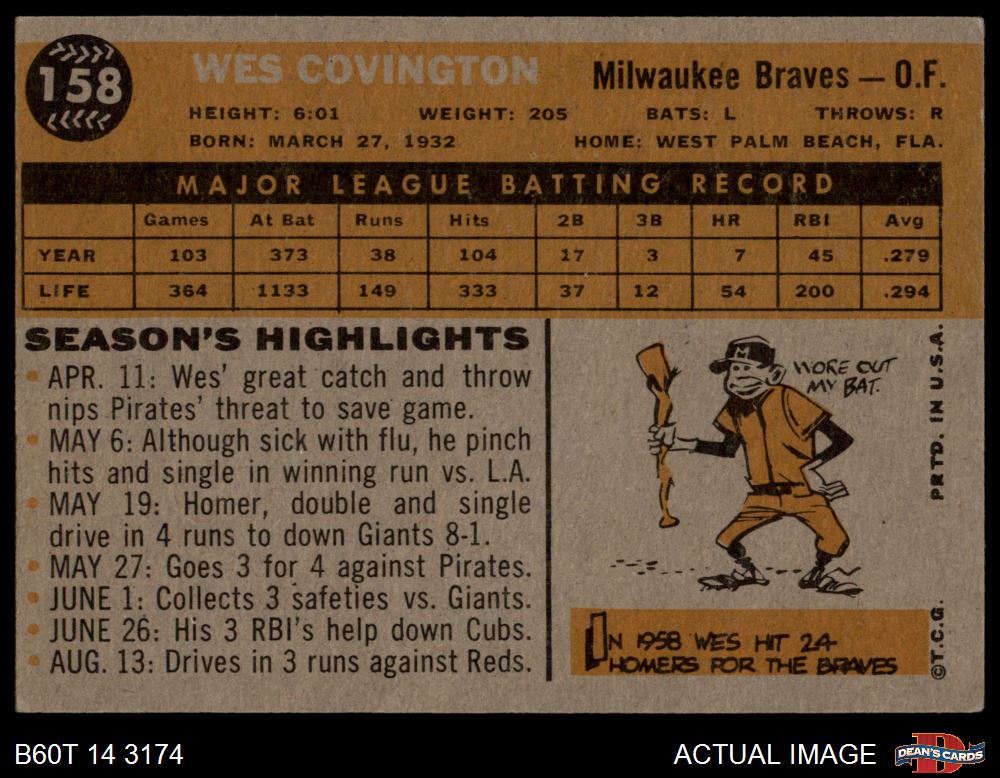 158
WES COVINGTON
Milwaukee Braves — O.F.
HEIGHT: 6:01 WEIGHT: 205 BATS: L THROWS: R
BORN: MARCH 27, 1932 HOME: WEST PALM BEACH, FLA.
MAJOR LEAGUE BATTING RECORD
Games At Bat Runs Hits 2B 3B HR RBI Avg
YEAR 103 373 38 104 17 3 7 45 .279
LIFE 364 1133 149 333 37 12 54 200 .294
SEASON'S HIGHLIGHTS
• APR. 11: Wes' great catch and throw
nips Pirates' threat to save game.
• MAY 6: Although sick with flu, he pinch
hits and single in winning run vs. L.A.
• MAY 19: Homer, double and single
drive in 4 runs to down Giants 8-1.
• MAY 27: Goes 3 for 4 against Pirates.
• JUNE 1: Collects 3 safeties vs. Giants.
• JUNE 26: His 3 RBI's help down Cubs.
• AUG. 13: Drives in 3 runs against Reds.
M
WORE OUT
MY BAT.
IN 1958 WES HIT 24
HOMERS FOR THE BRAVES
©T.C.G. PRTD. IN U.S.A.
B60T 14 3174
ACTUAL IMAGE
D
DEAN'S CARDS